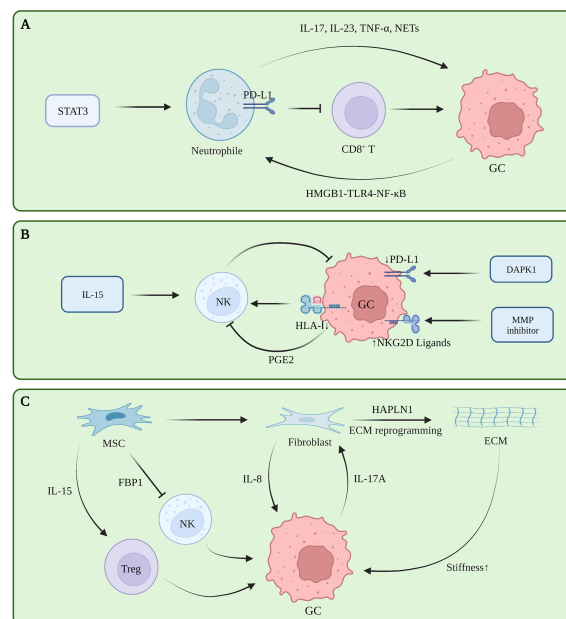 A
IL-17, IL-23, TNF-α, NETs
PD-L1
STAT3
Neutrophile
CD8⁺ T
GC
HMGB1-TLR4-NF-κB
B
↓PD-L1
DAPK1
IL-15
NK
GC
HLA-I↓
MMP
inhibitor
↑NKG2D Ligands
PGE2
C
HAPLN1
MSC
Fibroblast
ECM reprogramming
ECM
FBP1
IL-8
IL-17A
IL-15
NK
Treg
Stiffness↑
GC